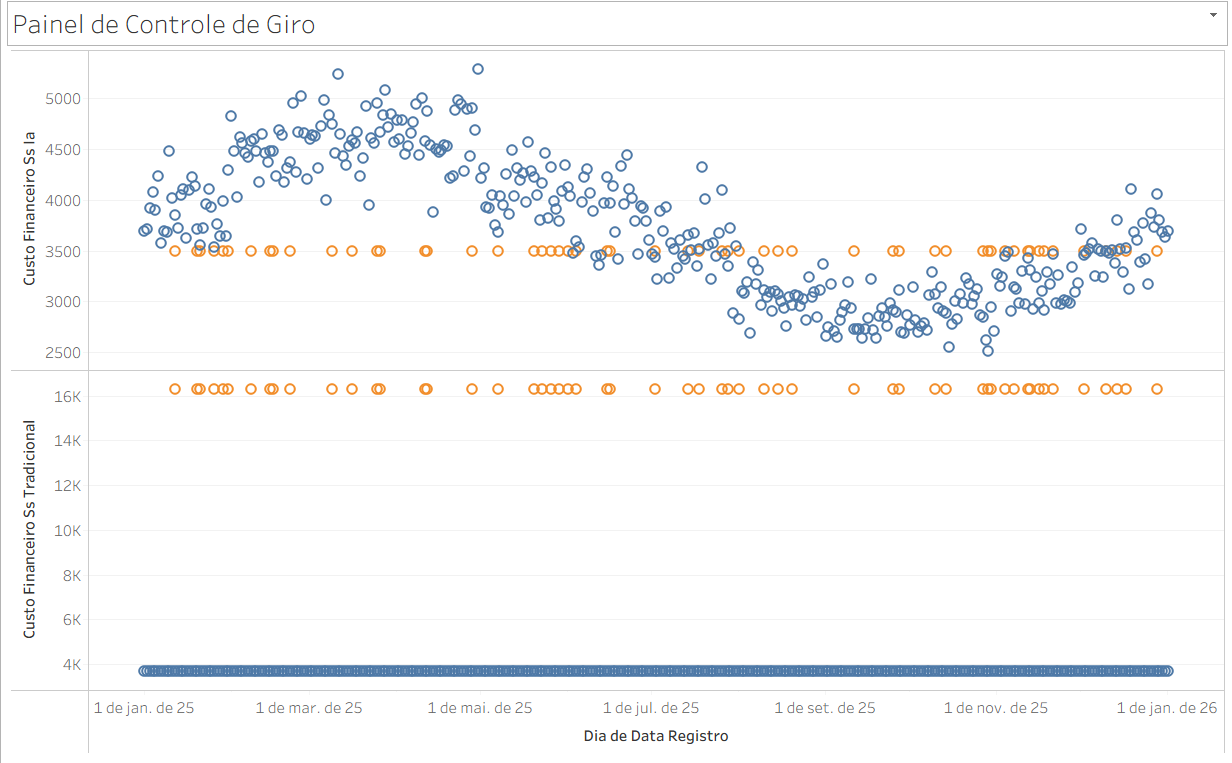 Painel de Controle de Giro
Custo Financeiro Ss Ia
5000
4500
4000
3500
3000
2500
Custo Financeiro Ss Tradicional
16K
14K
12K
10K
8K
6K
4K
1 de jan. de 25
1 de mar. de 25
1 de mai. de 25
1 de jul. de 25
1 de set. de 25
1 de nov. de 25
1 de jan. de 26
Dia de Data Registro